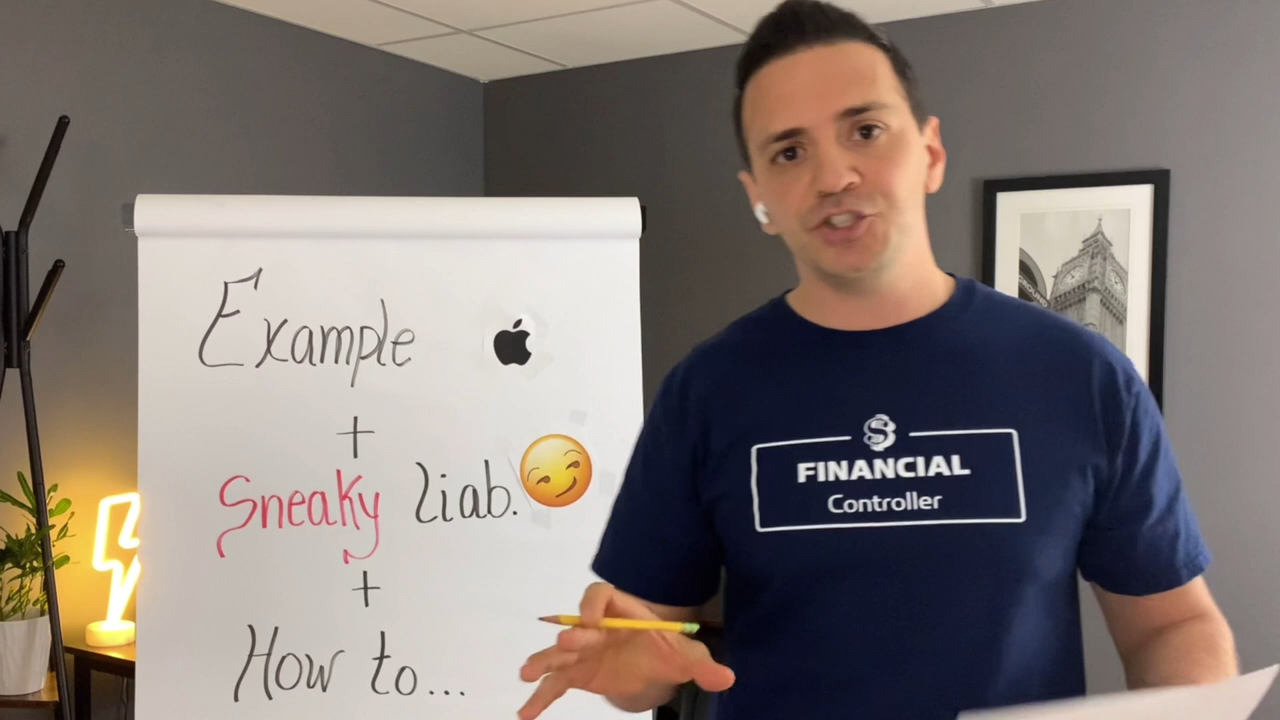 Example
+
Sneaky Liab.
+
How to...
FINANCIAL
Controller